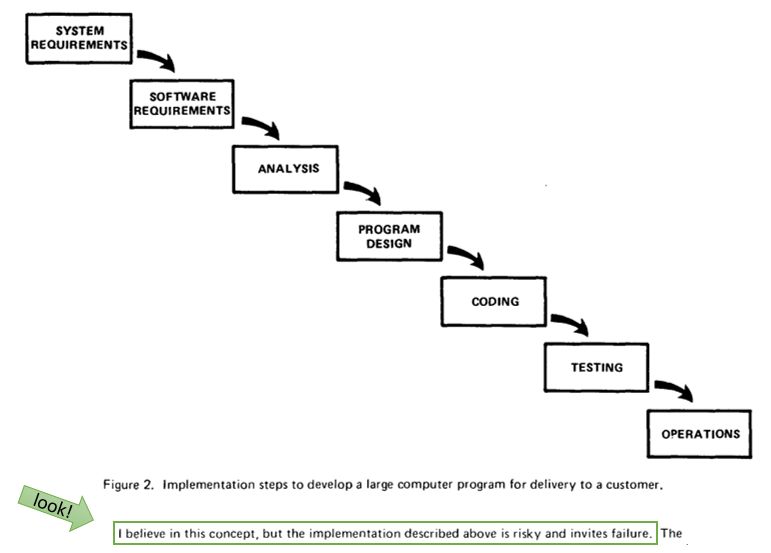 SYSTEM
REQUIREMENTS
SOFTWARE
REQUIREMENTS
ANALYSIS
PROGRAM
DESIGN
CODING
TESTING
OPERATIONS
Figure 2. Implementation steps to develop a large computer program for delivery to a customer.
look!
I believe in this concept, but the implementation described above is risky and invites failure. The